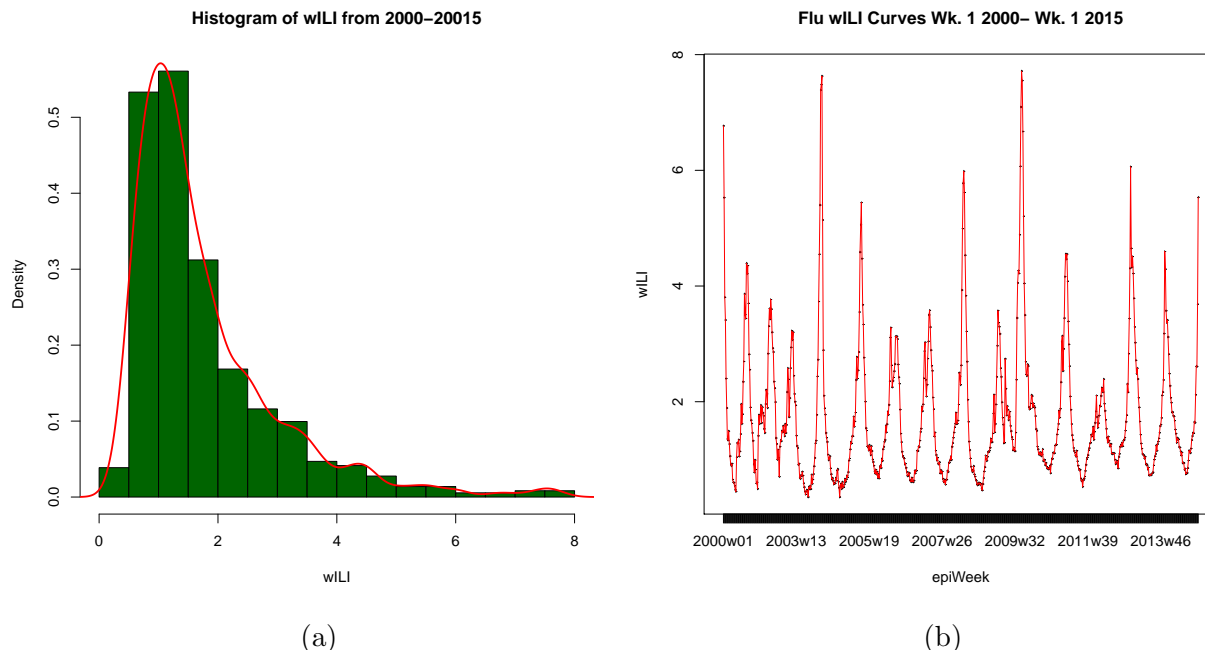 Histogram of wILI from 2000−20015
Density
0.0
0.1
0.2
0.3
0.4
0.5
0 2 4 6 8
wILI
(a)
Flu wILI Curves Wk. 1 2000− Wk. 1 2015
wILI
8
6
4
2
2000w01 2003w13 2005w19 2007w26 2009w32 2011w39 2013w46
epiWeek
(b)